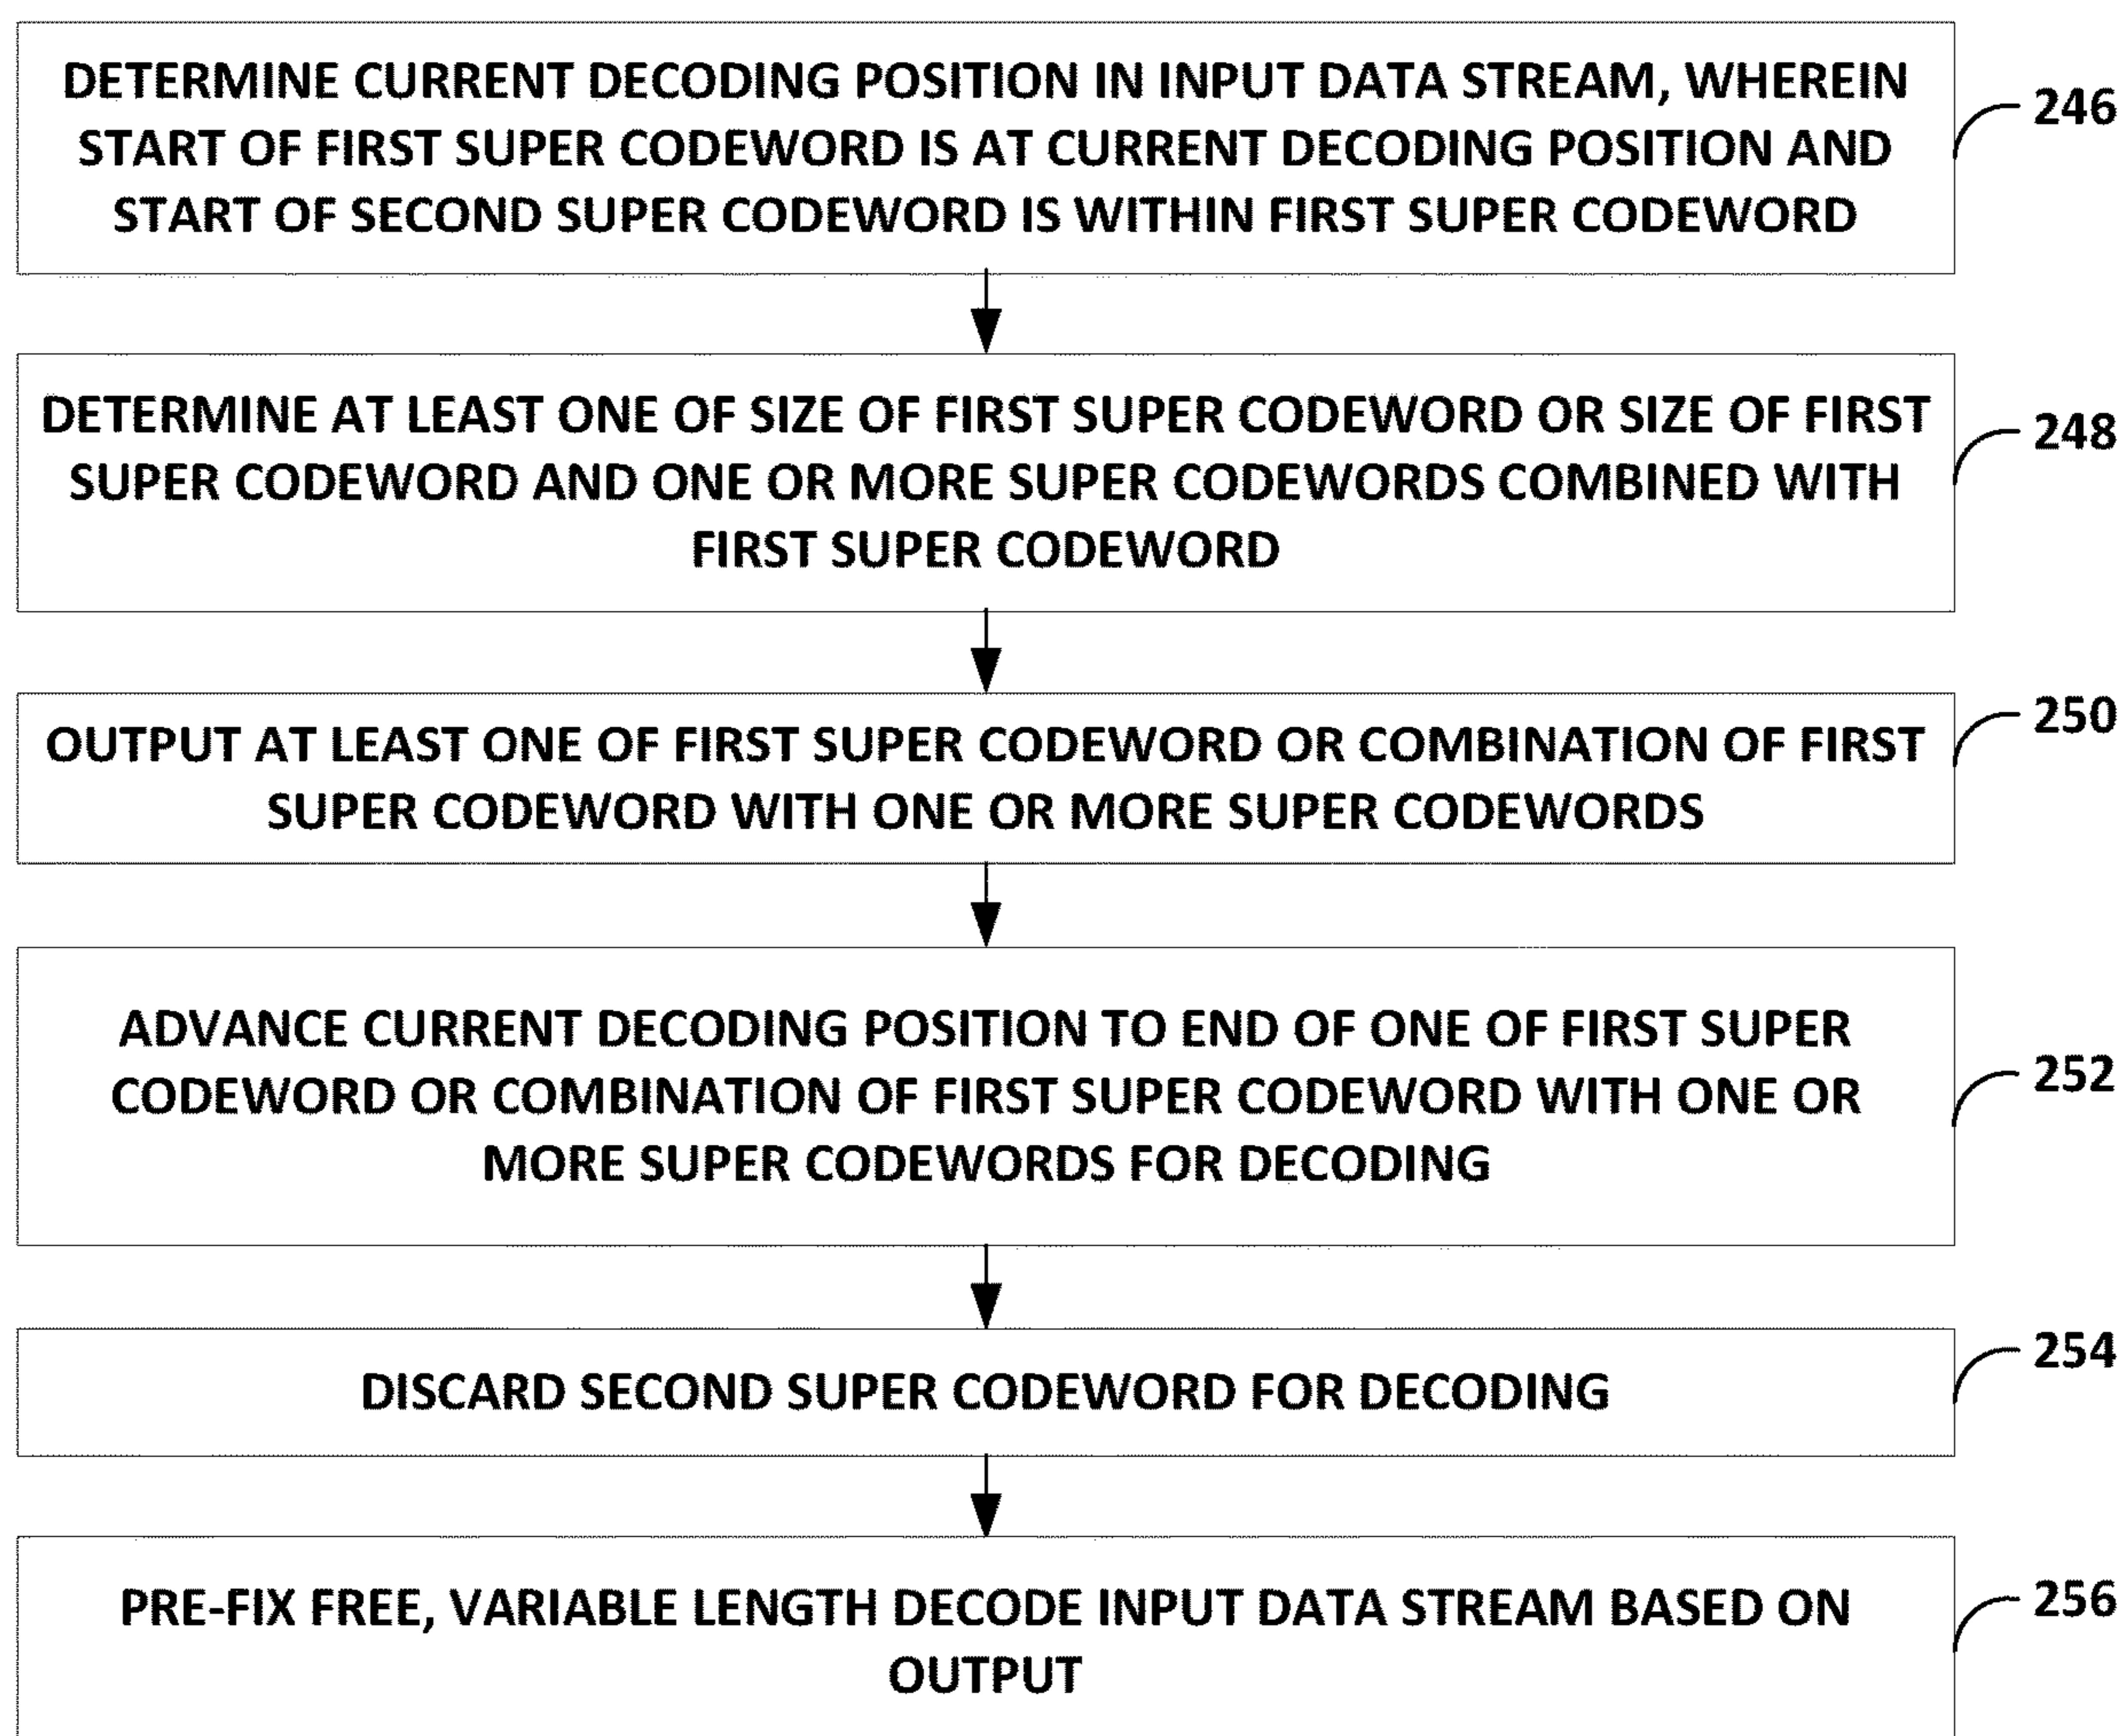 DETERMINE CURRENT DECODING POSITION IN INPUT DATA STREAM, WHEREIN
START OF FIRST SUPER CODEWORD IS AT CURRENT DECODING POSITION AND
START OF SECOND SUPER CODEWORD IS WITHIN FIRST SUPER CODEWORD
246
DETERMINE AT LEAST ONE OF SIZE OF FIRST SUPER CODEWORD OR SIZE OF FIRST
SUPER CODEWORD AND ONE OR MORE SUPER CODEWORDS COMBINED WITH
FIRST SUPER CODEWORD
248
OUTPUT AT LEAST ONE OF FIRST SUPER CODEWORD OR COMBINATION OF FIRST
SUPER CODEWORD WITH ONE OR MORE SUPER CODEWORDS
250
ADVANCE CURRENT DECODING POSITION TO END OF ONE OF FIRST SUPER
CODEWORD OR COMBINATION OF FIRST SUPER CODEWORD WITH ONE OR
MORE SUPER CODEWORDS FOR DECODING
252
DISCARD SECOND SUPER CODEWORD FOR DECODING
254
PRE-FIX FREE, VARIABLE LENGTH DECODE INPUT DATA STREAM BASED ON
OUTPUT
256